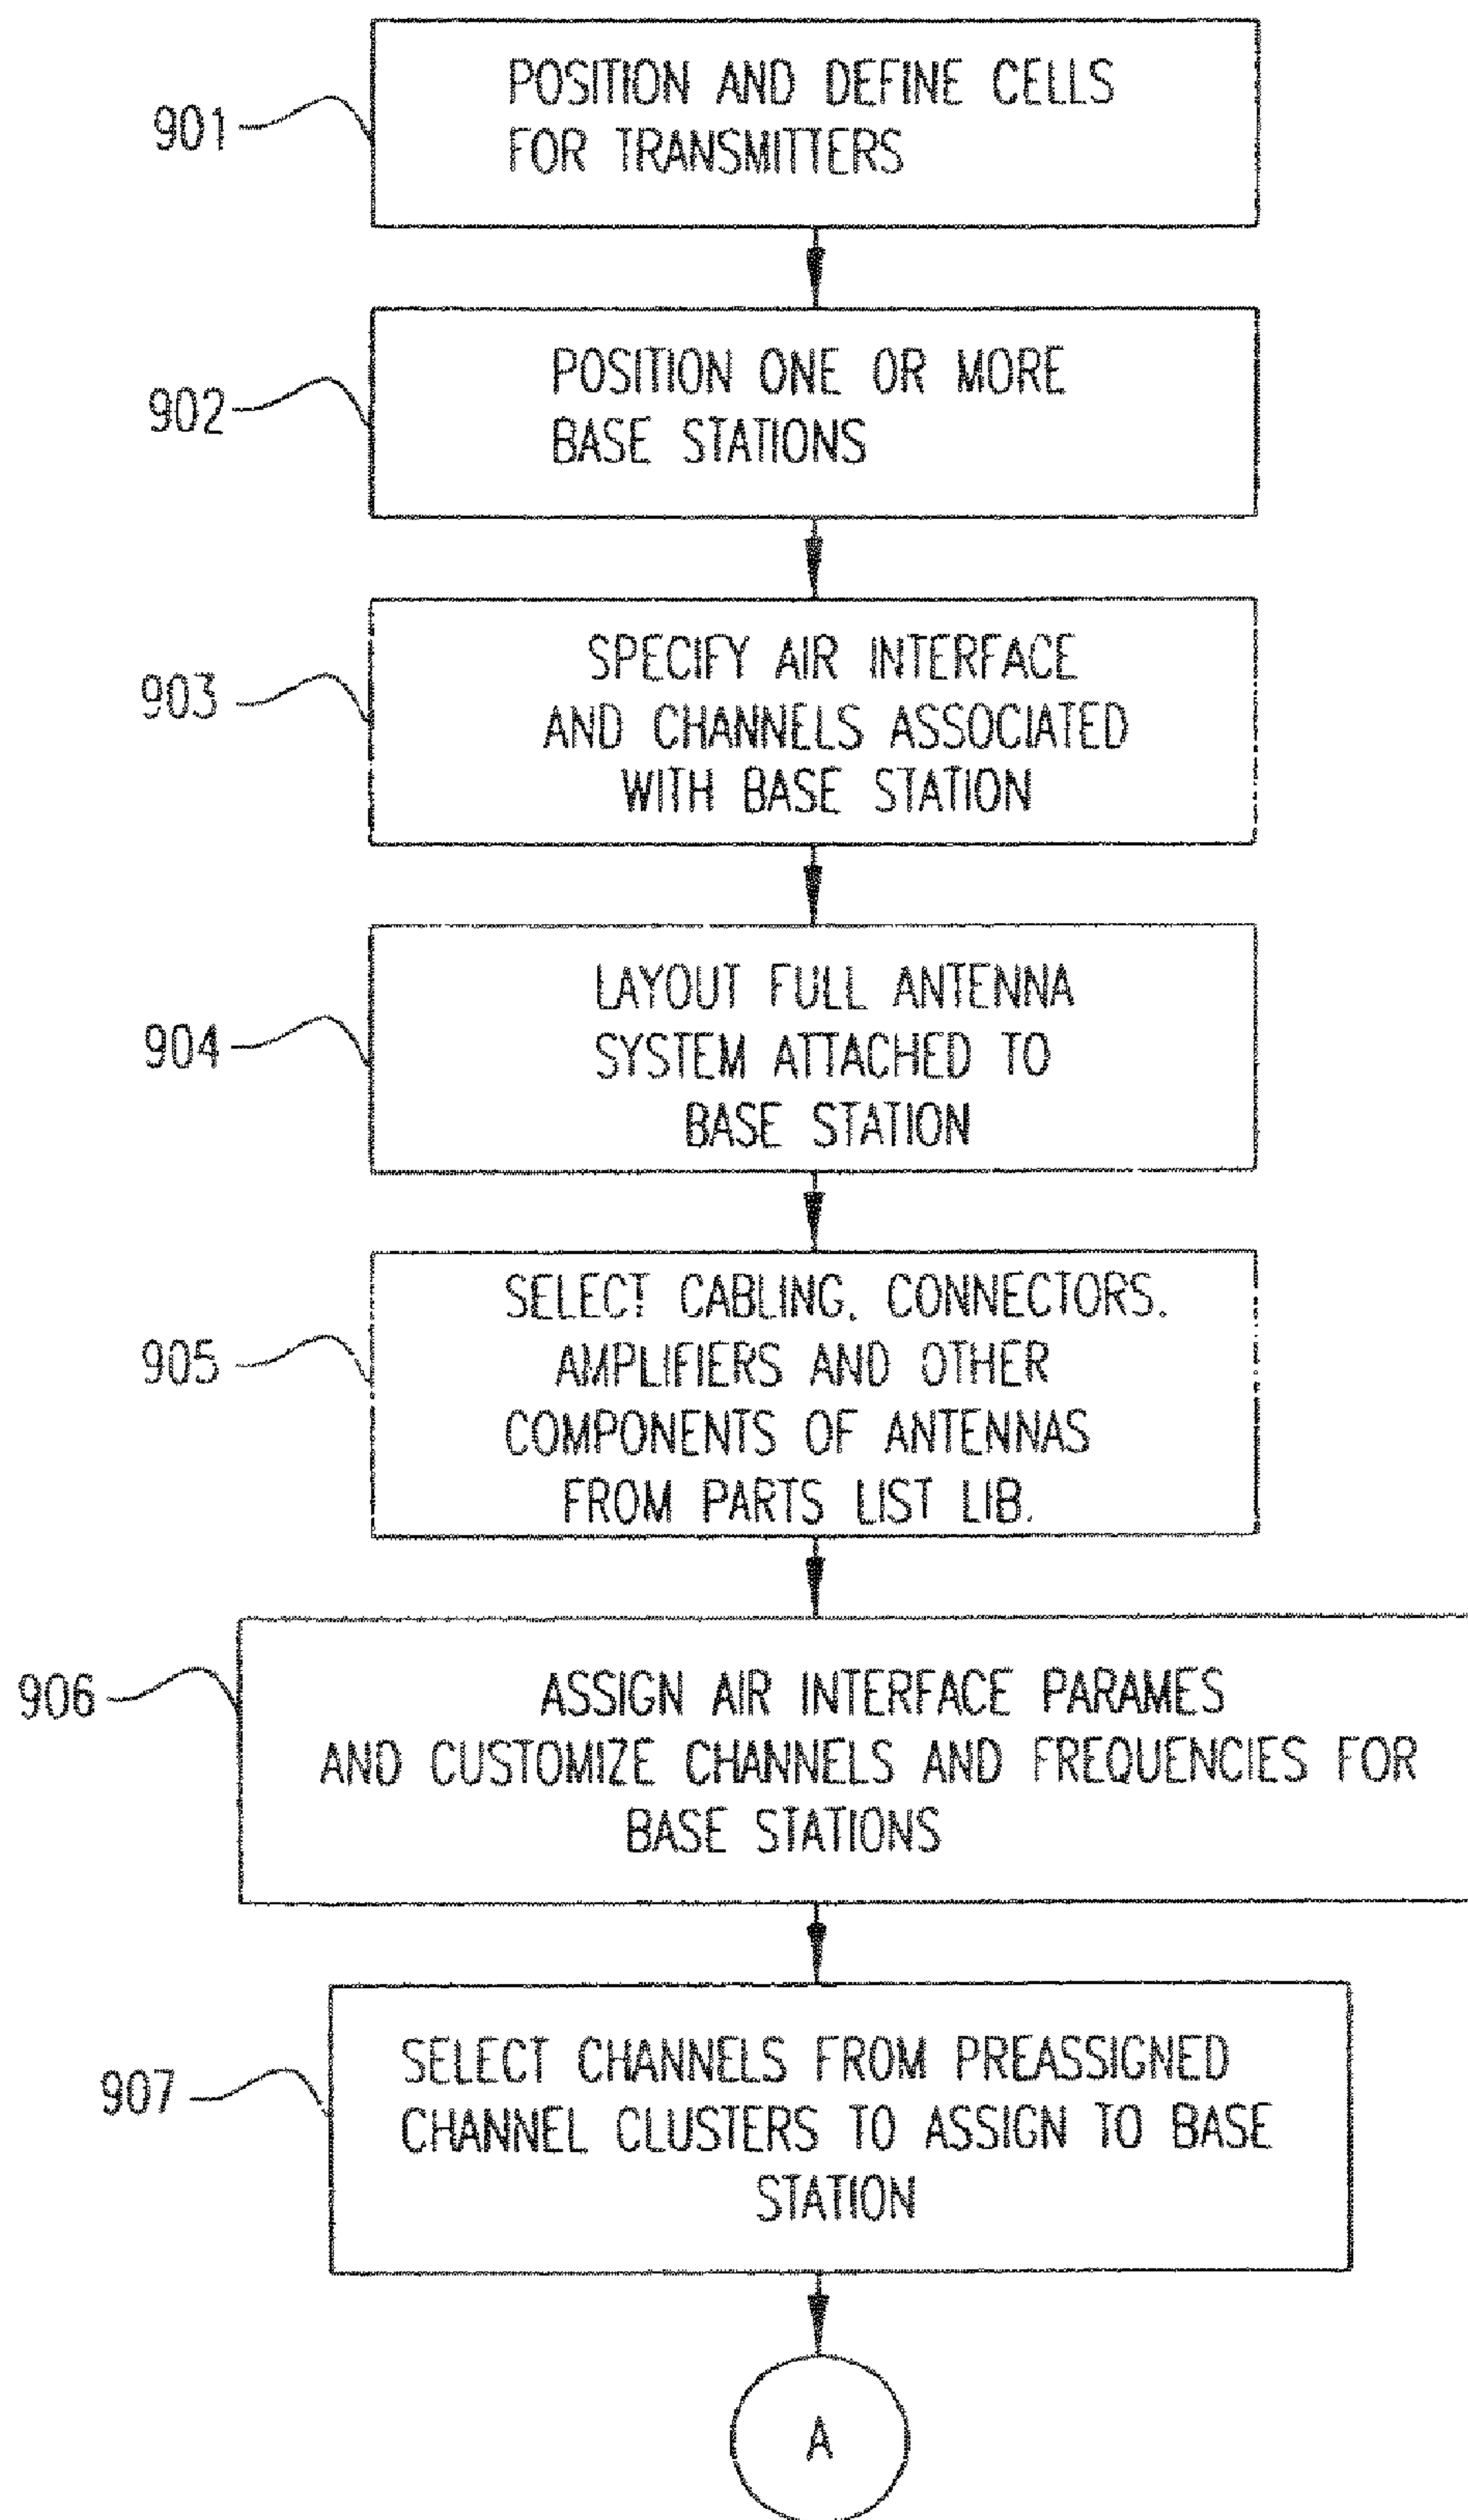 901
POSITION AND DEFINE CELLS
FOR TRANSMITTERS
902
POSITION ONE OR MORE
BASE STATIONS
903
SPECIFY AIR INTERFACE
AND CHANNELS ASSOCIATED
WITH BASE STATION
904
LAYOUT FULL ANTENNA
SYSTEM ATTACHED TO
BASE STATION
905
SELECT CABLING, CONNECTORS,
AMPLIFIERS AND OTHER
COMPONENTS OF ANTENNAS
FROM PARTS LIST LIB.
906
ASSIGN AIR INTERFACE PARAMES
AND CUSTOMIZE CHANNELS AND FREQUENCIES FOR
BASE STATIONS
907
SELECT CHANNELS FROM PREASSIGNED
CHANNEL CLUSTERS TO ASSIGN TO BASE
STATION
A